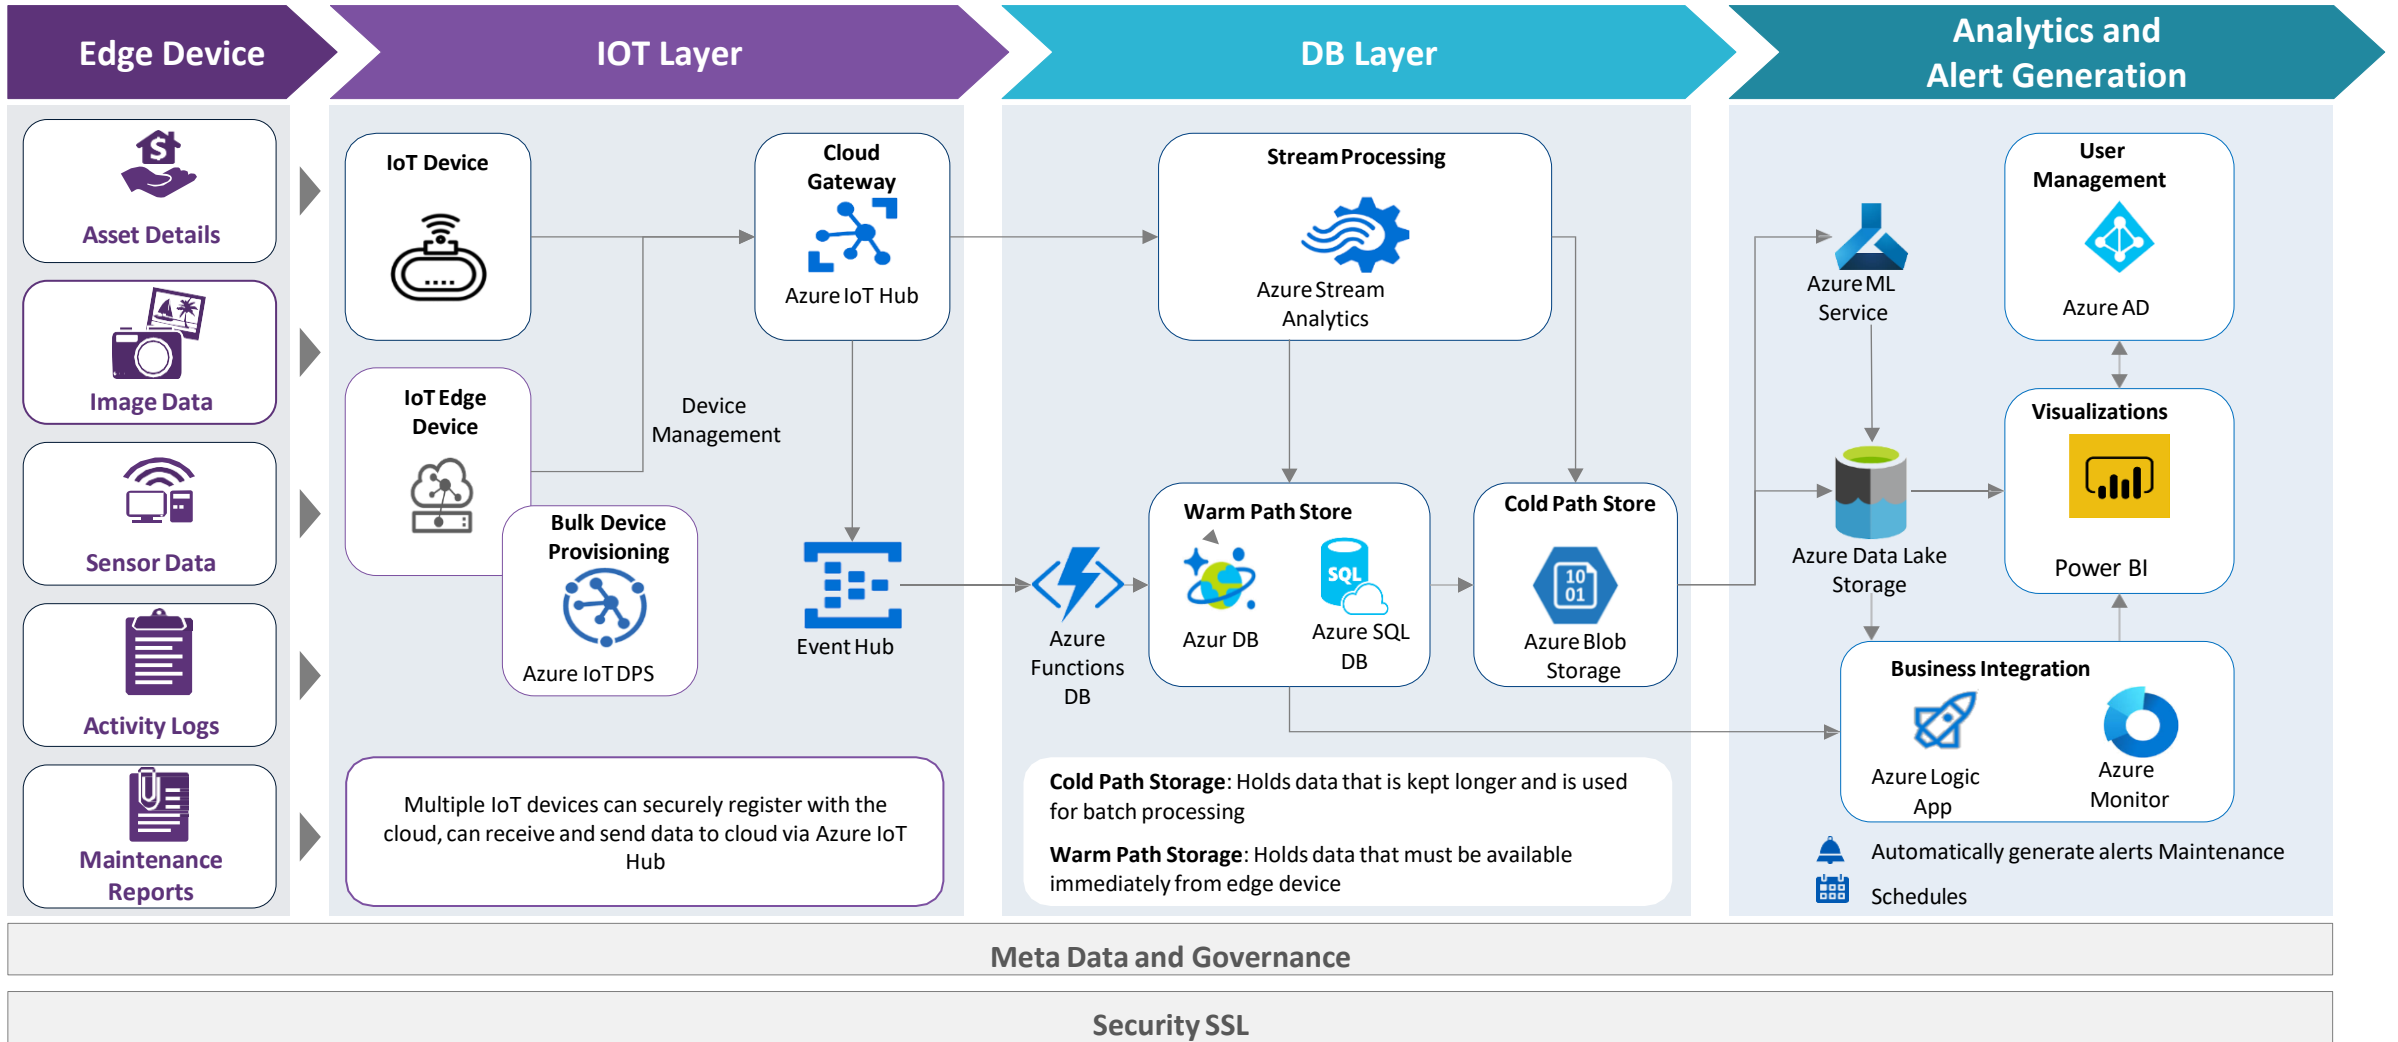 Edge Device
IOT Layer
DB Layer
Analytics and
Alert Generation
Asset Details
Image Data
Sensor Data
Activity Logs
Maintenance
Reports
IoT Device
Cloud
Gateway
Azure IoT Hub
IoT Edge
Device
Device
Management
Bulk Device
Provisioning
Azure IoT DPS
Event Hub
Multiple IoT devices can securely register with the
cloud, can receive and send data to cloud via Azure IoT
Hub
Stream Processing
Azure Stream
Analytics
Azure
Functions
DB
Warm Path Store
Azur DB
SQL
Azure SQL
DB
Cold Path Store
10
01
Azure Blob
Storage
Cold Path Storage: Holds data that is kept longer and is used
for batch processing
Warm Path Storage: Holds data that must be available
immediately from edge device
Azure ML
Service
User
Management
Azure AD
Azure Data Lake
Storage
Visualizations
Power BI
Business Integration
Azure Logic
App
Azure
Monitor
Automatically generate alerts Maintenance
Schedules
Meta Data and Governance
Security SSL